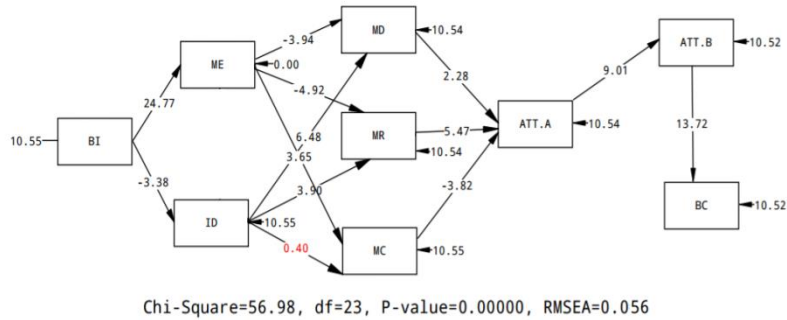 MD
10.54
ATT.B
10.52
-3.94
ME
0.00
9.01
2.28
-4.92
24.77
ATT.A
10.54
13.72
10.55
BI
6.48
MR
5.47
3.65
10.54
-3.38
-3.82
3.90
BC
10.52
ID
10.55
0.40
MC
10.55
Chi-Square=56.98, df=23, P-value=0.00000, RMSEA=0.056